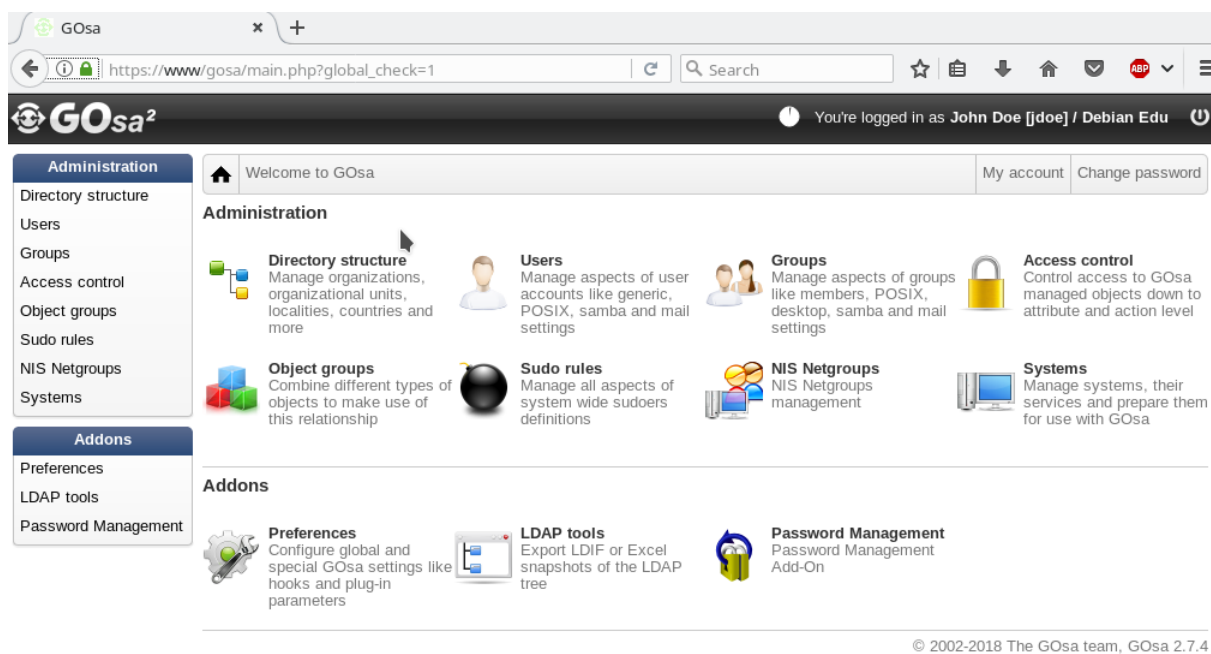 GOsa
https://www/gosa/main.php?global_check=1
Search
ABP
GOsa²
You're logged in as John Doe [jdoe] / Debian Edu
Administration
Directory structure
Users
Groups
Access control
Object groups
Sudo rules
NIS Netgroups
Systems
Addons
Preferences
LDAP tools
Password Management
Welcome to GOsa
My account
Change password
Administration
Directory structure
Manage organizations,
organizational units,
localities, countries and
more
Users
Manage aspects of user
accounts like generic,
POSIX, samba and mail
settings
Groups
Manage aspects of groups
like members, POSIX,
desktop, samba and mail
settings
Access control
Control access to GOsa
managed objects down to
attribute and action level
Object groups
Combine different types of
objects to make use of
this relationship
Sudo rules
Manage all aspects of
system wide sudoers
definitions
NIS Netgroups
NIS Netgroups
management
Systems
Manage systems, their
services and prepare them
for use with GOsa
Addons
Preferences
Configure global and
special GOsa settings like
hooks and plug-in
parameters
LDAP tools
Export LDIF or Excel
snapshots of the LDAP
tree
Password Management
Password Management
Add-On
© 2002-2018 The GOsa team, GOsa 2.7.4